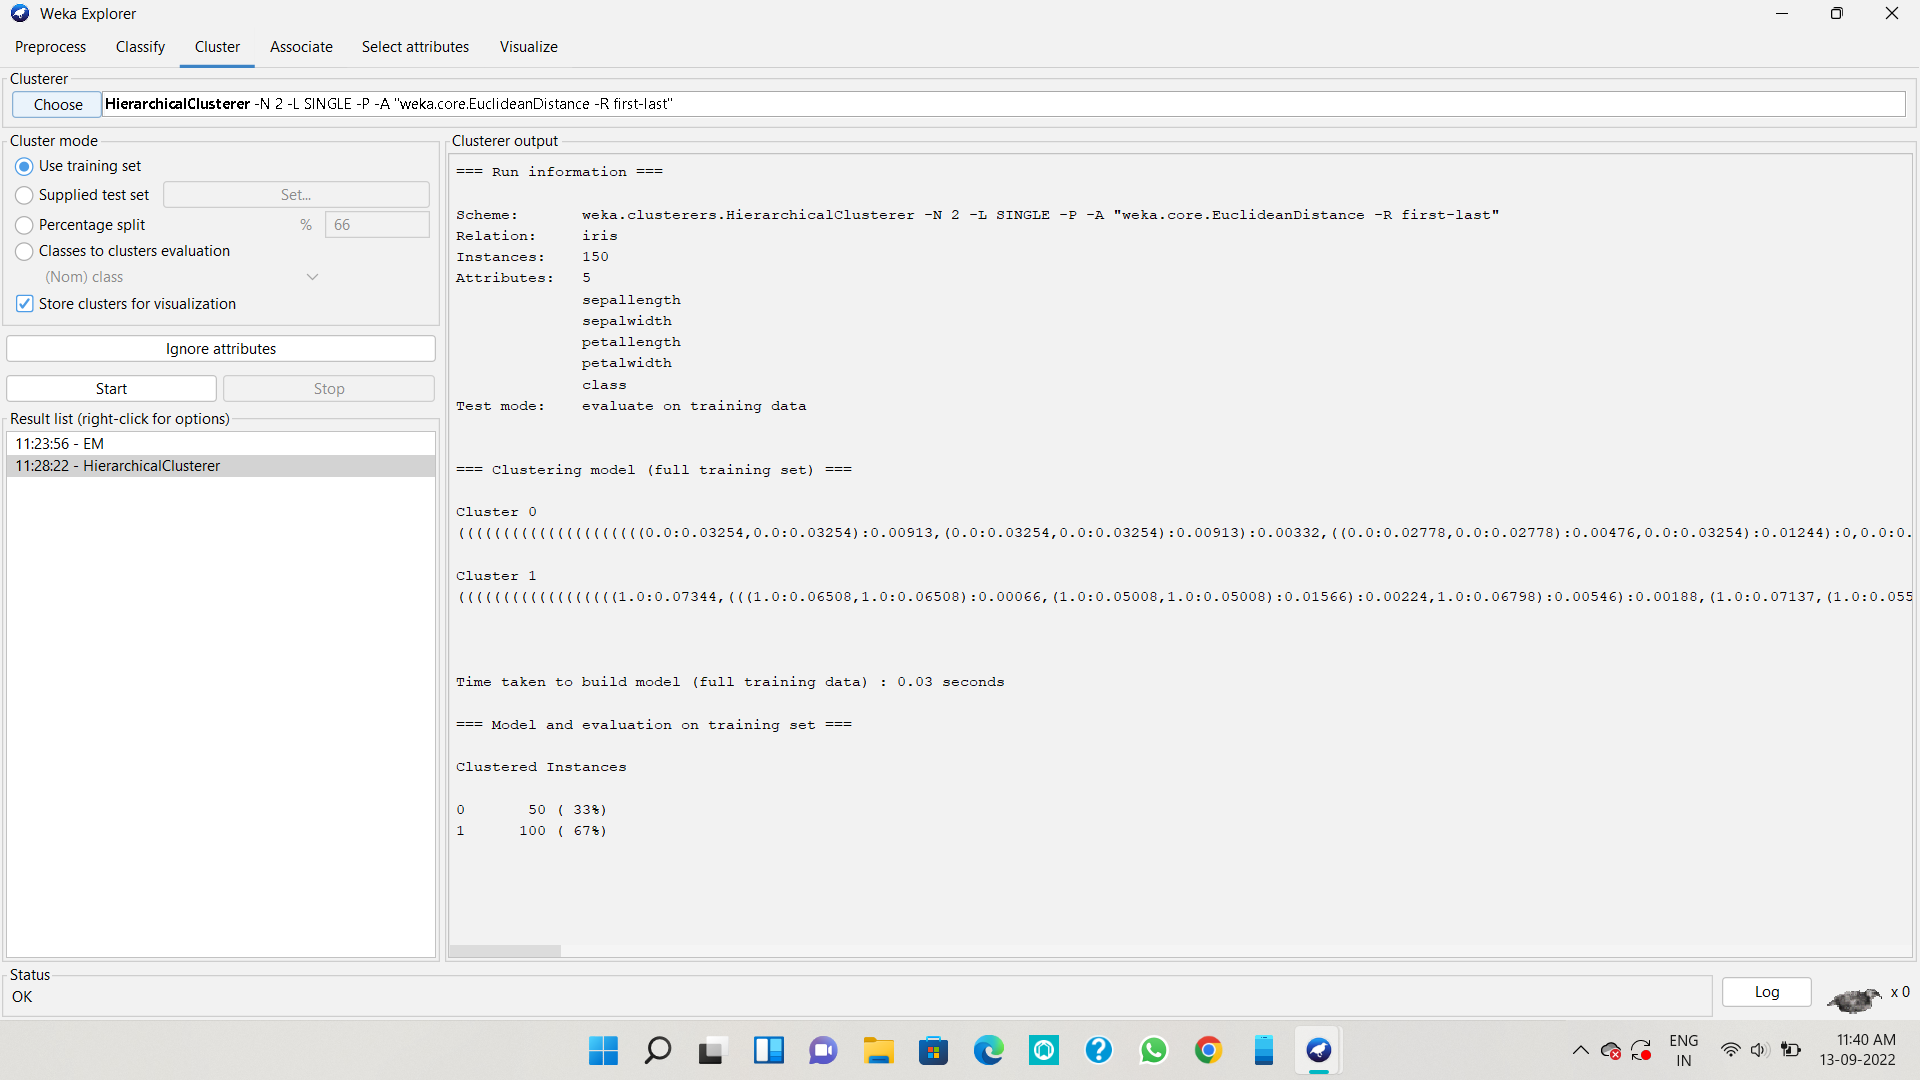 Weka Explorer
Preprocess Classify Cluster Associate Select attributes Visualize
Clusterer
Choose HierarchicalClusterer -N 2 -L SINGLE -P -A "weka.core.EuclideanDistance -R first-last"
Cluster mode
Use training set
Supplied test set Set...
Percentage split % 66
Classes to clusters evaluation
(Nom) class
Store clusters for visualization
Ignore attributes
Start Stop
Result list (right-click for options)
11:23:56 - EM
11:28:22 - HierarchicalClusterer
Clusterer output
=== Run information ===
Scheme: weka.clusterers.HierarchicalClusterer -N 2 -L SINGLE -P -A "weka.core.EuclideanDistance -R first-last"
Relation: iris
Instances: 150
Attributes: 5
sepallength
sepalwidth
petallength
petalwidth
class
Test mode: evaluate on training data
=== Clustering model (full training set) ===
Cluster 0
(((((((((((((((((((((0.0:0.03254,0.0:0.03254):0.00913,(0.0:0.03254,0.0:0.03254):0.00913):0.00332,((0.0:0.02778,0.0:0.02778):0.00476,0.0:0.03254):0.01244):0,0.0:0.
Cluster 1
((((((((((((((((((1.0:0.07344,(((1.0:0.06508,1.0:0.06508):0.00066,(1.0:0.05008,1.0:0.05008):0.01566):0.00224,1.0:0.06798):0.00546):0.00188,(1.0:0.07137,(1.0:0.055
Time taken to build model (full training data) : 0.03 seconds
=== Model and evaluation on training set ===
Clustered Instances
0 50 ( 33%)
1 100 ( 67%)
Status
OK
Log x 0
ENG
IN
11:40 AM
13-09-2022